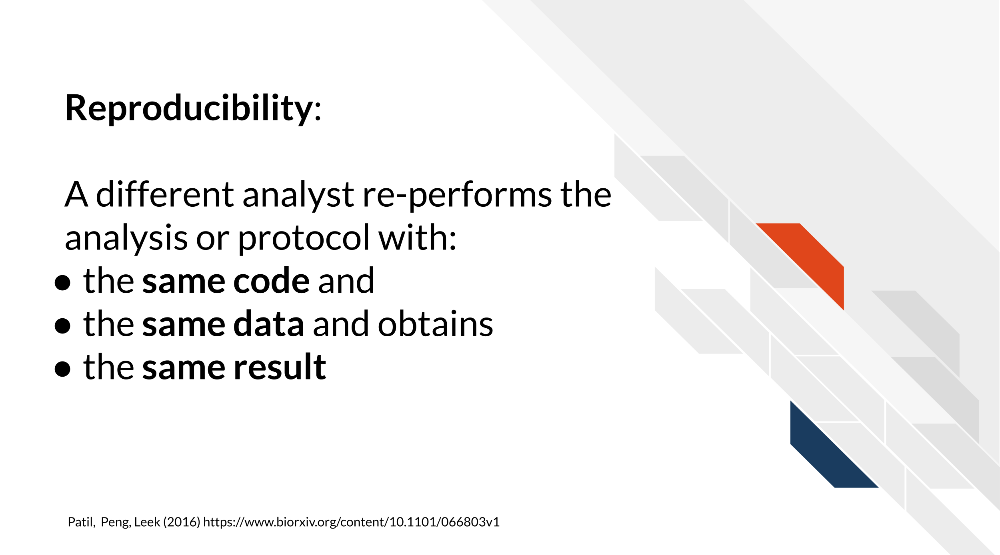 Reproducibility:
A different analyst re-performs the
analysis or protocol with:
● the same code and
● the same data and obtains
● the same result
Patil, Peng, Leek (2016) https://www.biorxiv.org/content/10.1101/066803v1